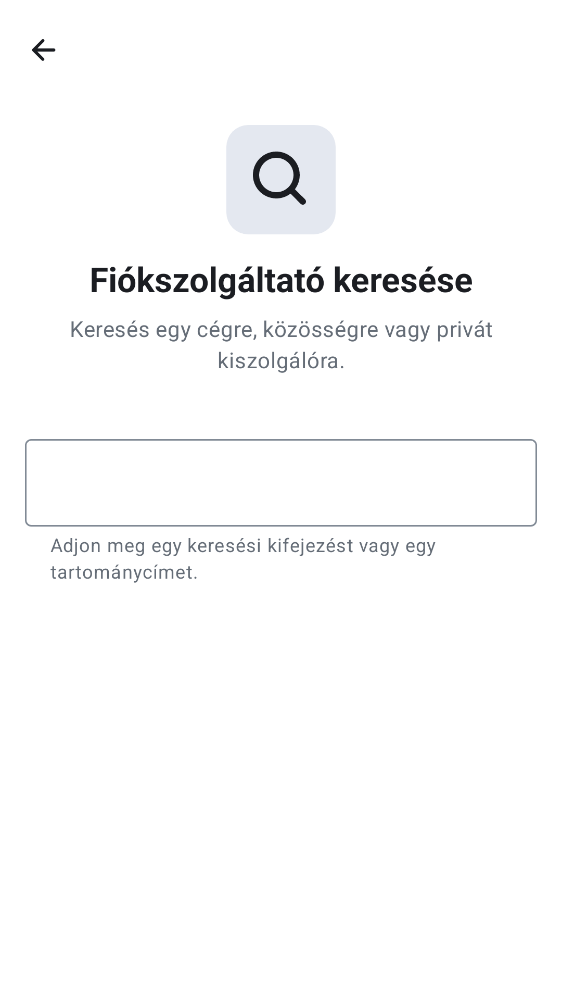 Fiókszolgáltató keresése
Keresés egy cégre, közösségre vagy privát
kiszolgálóra.
Adjon meg egy keresési kifejezést vagy egy
tartománycímet.